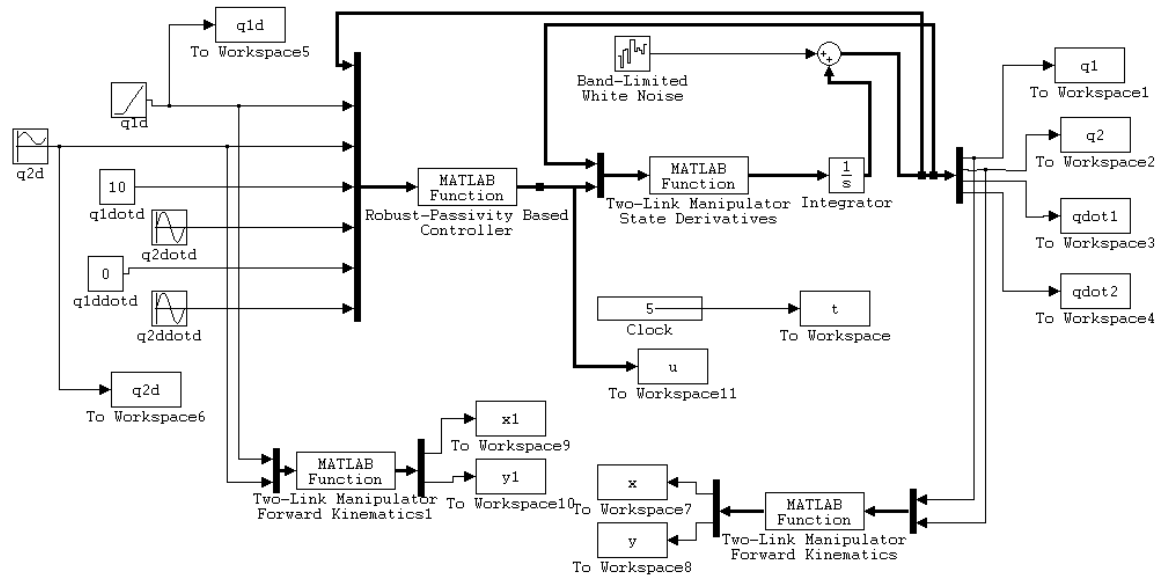 q1d
To Workspace5
q1d
q2d
10
q1dotd
q2dotd
0
q1ddotd
q2ddotd
q2d
To Workspace6
MATLAB
Function
Robust-Passivity Based
Controller
Band-Limited
White Noise
+
+
MATLAB
Function
Two-Link Manipulator
State Derivatives
1
s
Integrator
q1
To Workspace1
q2
To Workspace2
qdot1
To Workspace3
qdot2
To Workspace4
5
Clock
t
To Workspace
u
To Workspace11
MATLAB
Function
Two-Link Manipulator
Forward Kinematics1
x1
To Workspace9
y1
To Workspace10
x
To Workspace7
y
To Workspace8
MATLAB
Function
Two-Link Manipulator
Forward Kinematics